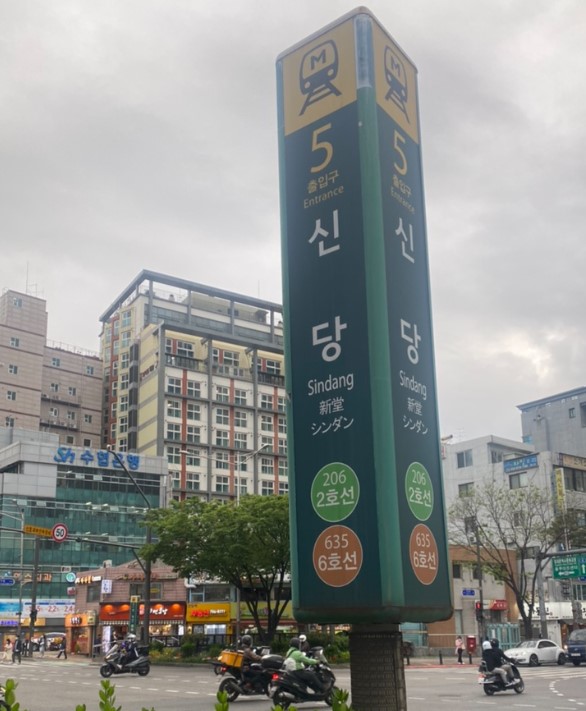 M
5
출입구
Entrance
신
당
Sindang
新堂
シンダン
206
2호선
635
6호선
M
5
출입구
Entrance
신
당
Sindang
新堂
シンダン
206
2호선
635
6호선
Sh수협은행
50